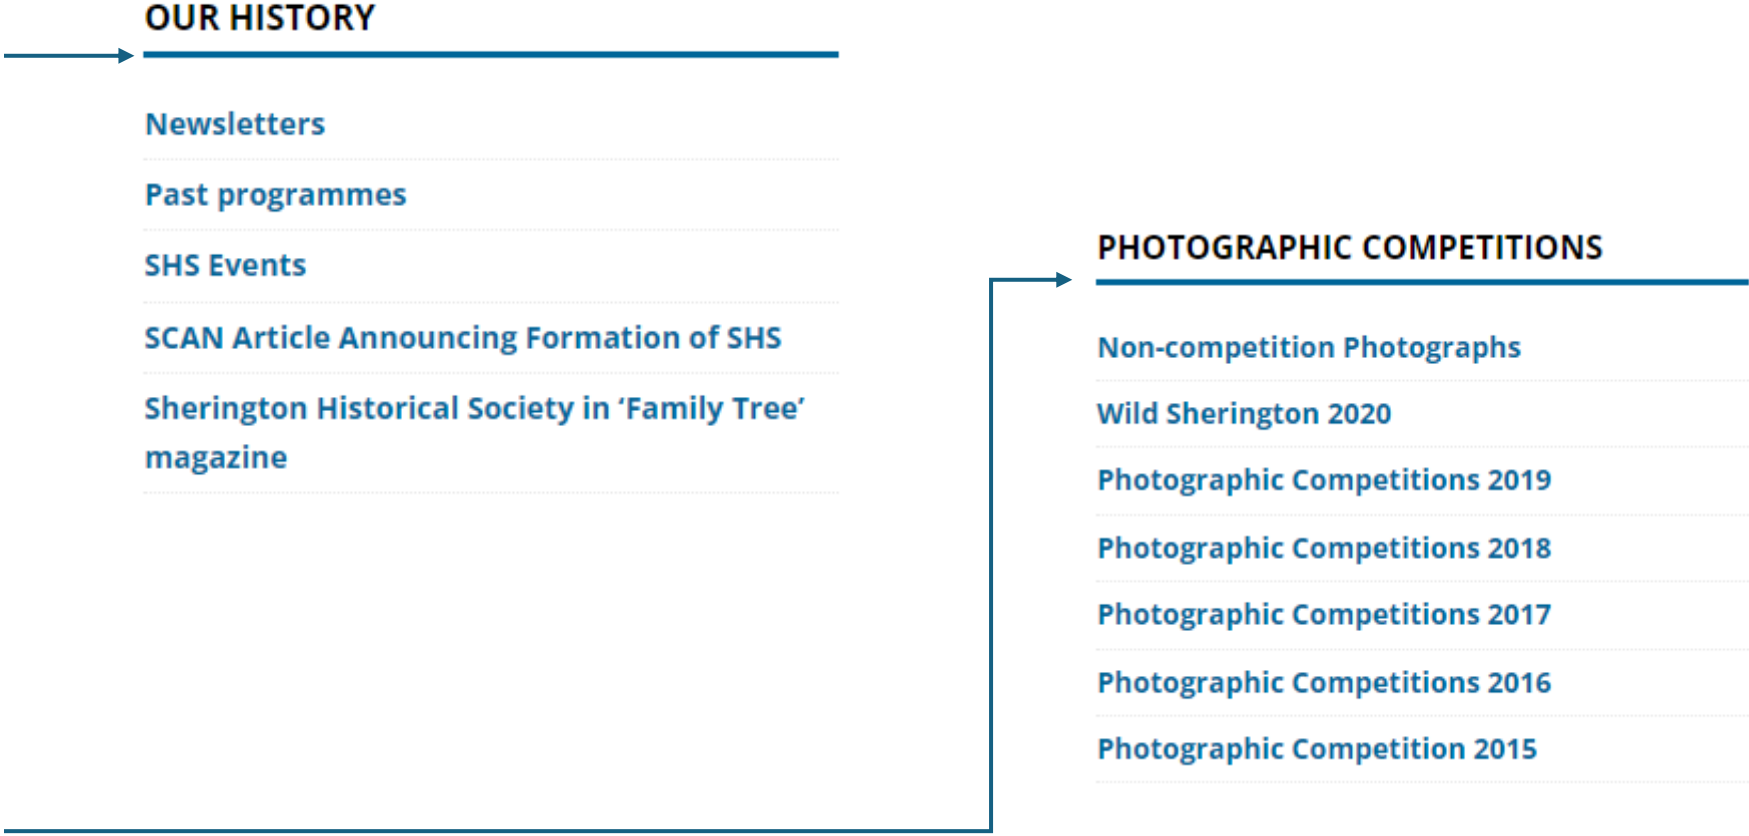 OUR HISTORY
Newsletters
Past programmes
SHS Events
SCAN Article Announcing Formation of SHS
Sherington Historical Society in ‘Family Tree’
magazine
PHOTOGRAPHIC COMPETITIONS
Non-competition Photographs
Wild Sherington 2020
Photographic Competitions 2019
Photographic Competitions 2018
Photographic Competitions 2017
Photographic Competitions 2016
Photographic Competition 2015